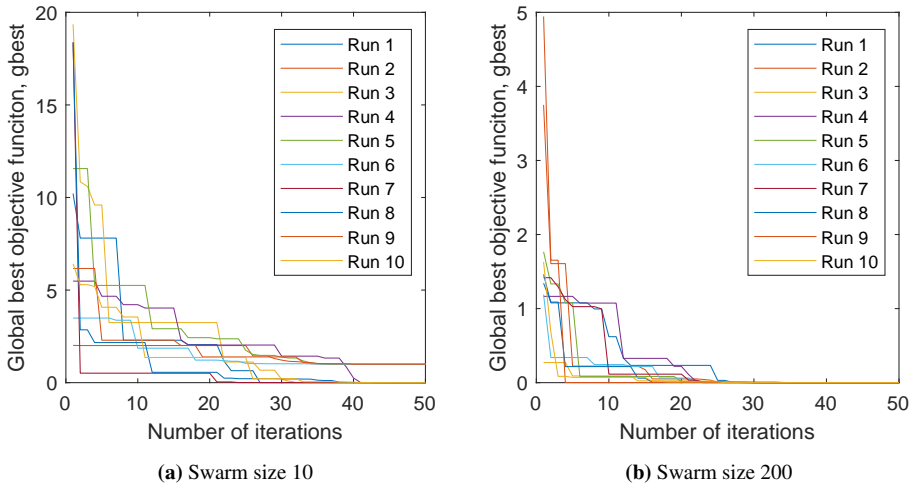 20
15
10
5
0
0
10
20
30
40
50
Global best objective funciton, gbest
Number of iterations
Run 1
Run 2
Run 3
Run 4
Run 5
Run 6
Run 7
Run 8
Run 9
Run 10
(a) Swarm size 10
5
4
3
2
1
0
0
10
20
30
40
50
Global best objective funciton, gbest
Number of iterations
Run 1
Run 2
Run 3
Run 4
Run 5
Run 6
Run 7
Run 8
Run 9
Run 10
(b) Swarm size 200